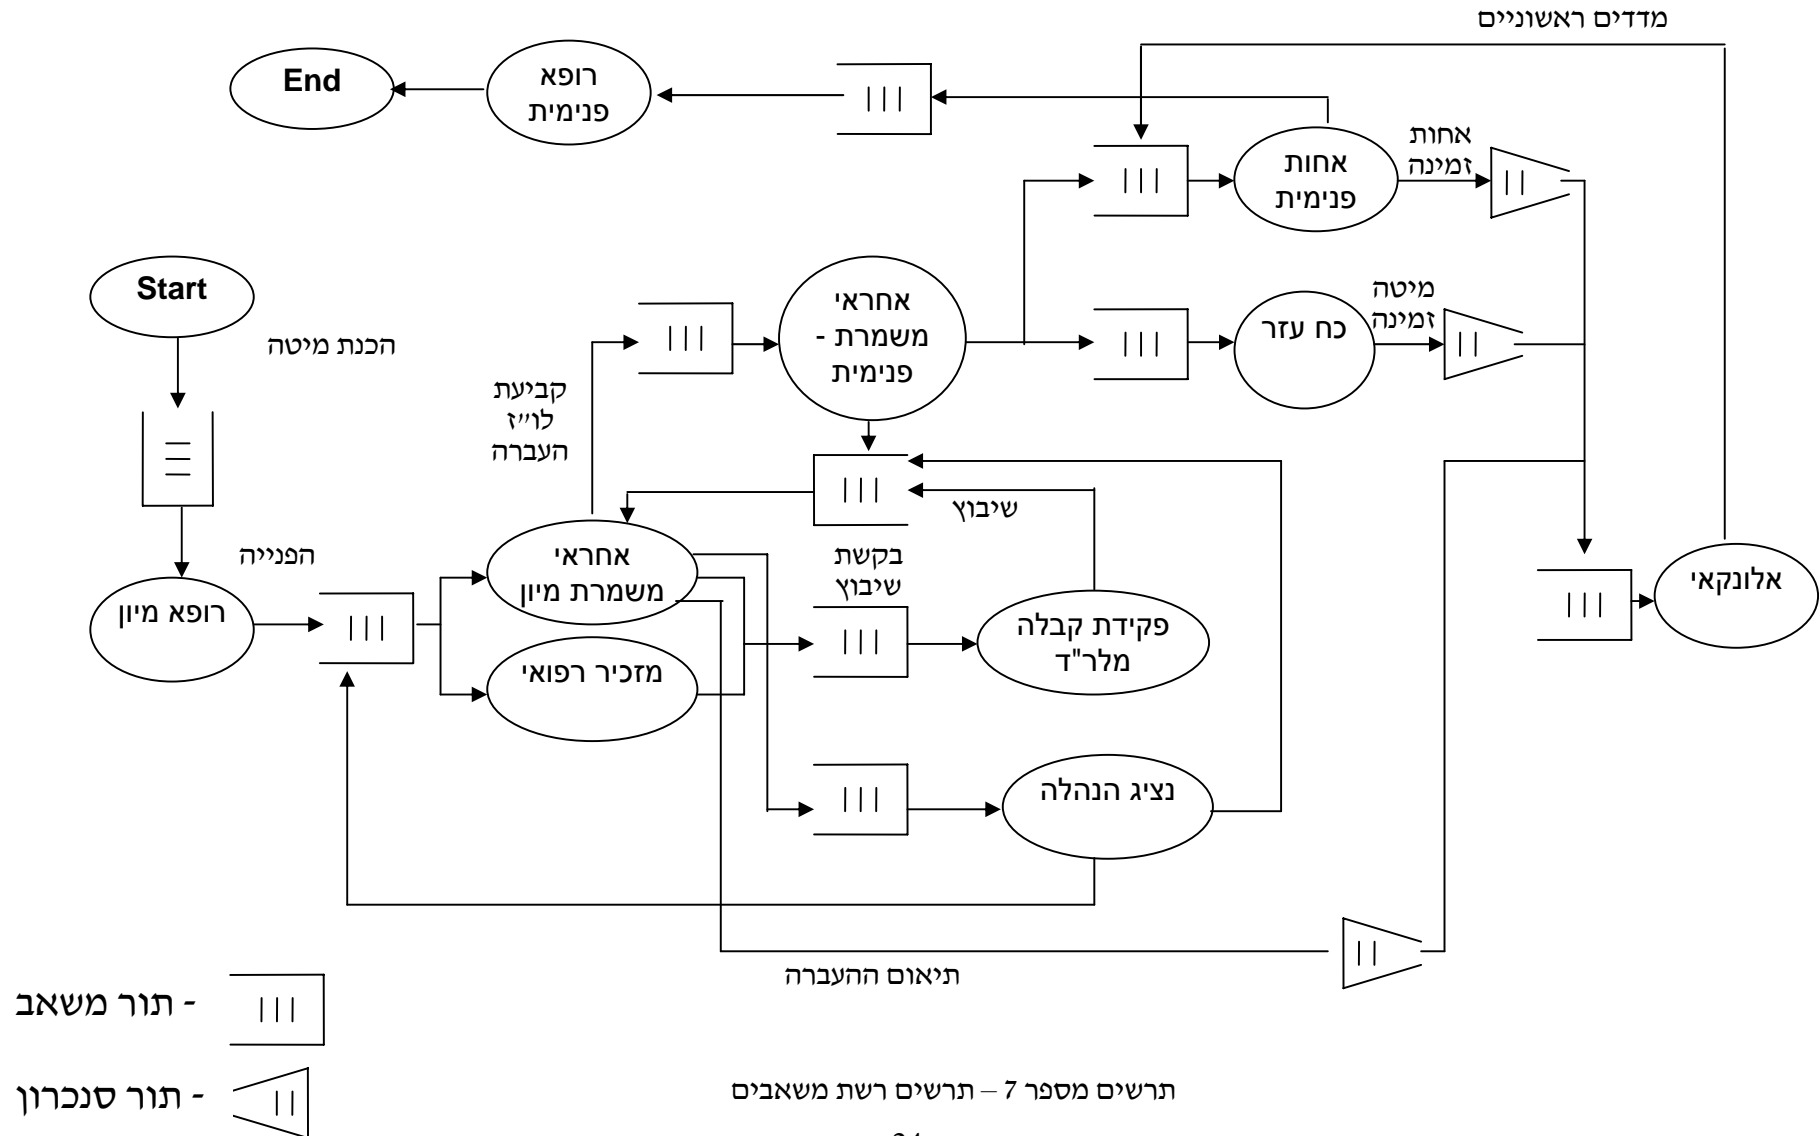 מדדים ראשוניים
End
רופא
פנימית
אחות
פנימית
אחות
זמינה
Start
הכנת מיטה
אחראי
משמרת -
פנימית
כח עזר
מיטה
זמינה
קביעת
לו״ז
העברה
שיבוץ
הפנייה
אחראי
משמרת מיון
בקשת
שיבוץ
אלונקאי
רופא מיון
פקידת קבלה
מלר"ד
מזכיר רפואי
נציג הנהלה
תיאום ההעברה
- תור משאב
- תור סנכרון
תרשים מספר 7 – תרשים רשת משאבים